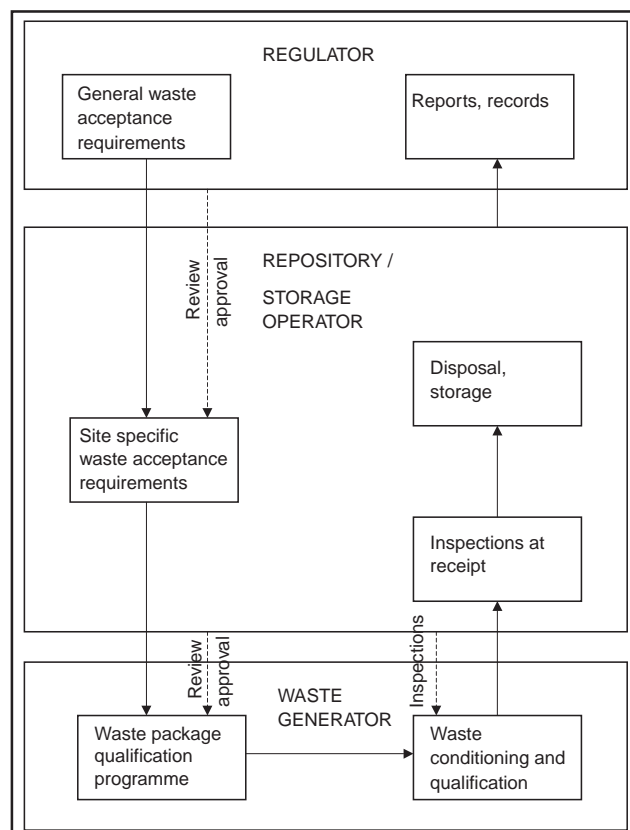 REGULATOR
General waste
acceptance
requirements
Reports, records
Review
approval
REPOSITORY /
STORAGE
OPERATOR
Disposal,
storage
Site specific
waste acceptance
requirements
Inspections at
receipt
Review
approval
Inspections
WASTE
GENERATOR
Waste package
qualification
programme
Waste
conditioning and
qualification